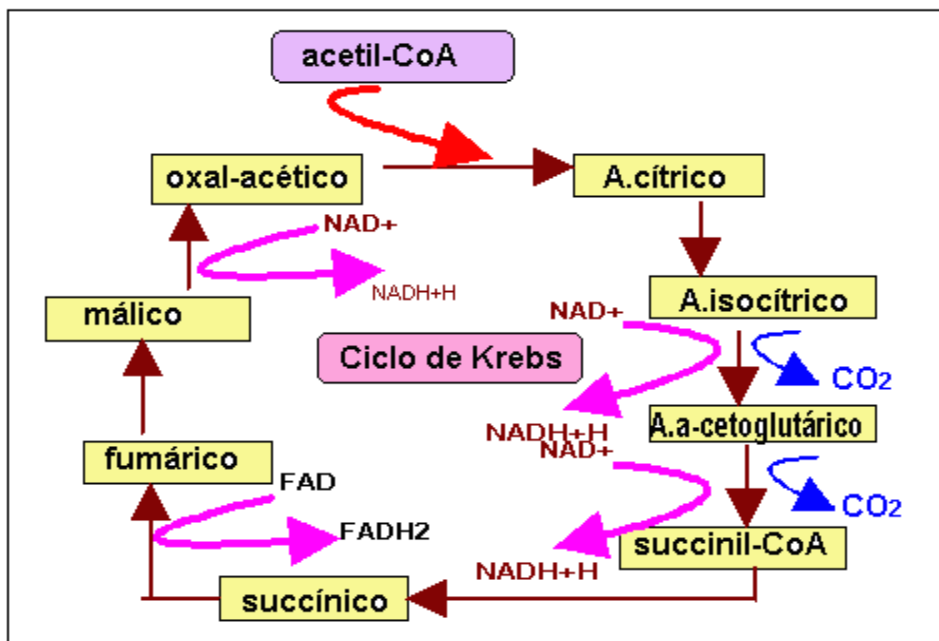 acetil-CoA
oxal-acético
A.cítrico
NAD+
NADH+H
málico
A.isocítrico
NAD+
Ciclo de Krebs
CO2
NADH+H
A.a-cetoglutárico
NAD+
fumárico
FAD
CO2
FADH2
succinil-CoA
NADH+H
succínico